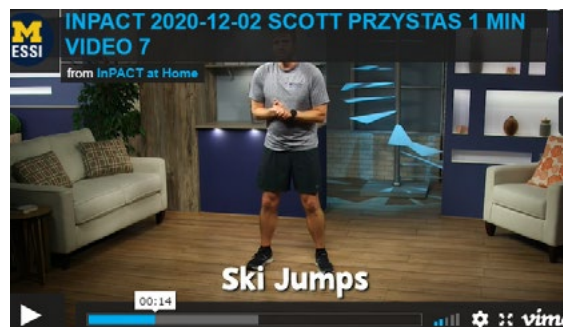 M
ESSI
INPACT 2020-12-02 SCOTT PRZYSTAS 1 MIN
VIDEO 7
from InPACT at Home
Ski Jumps
00:14
vime